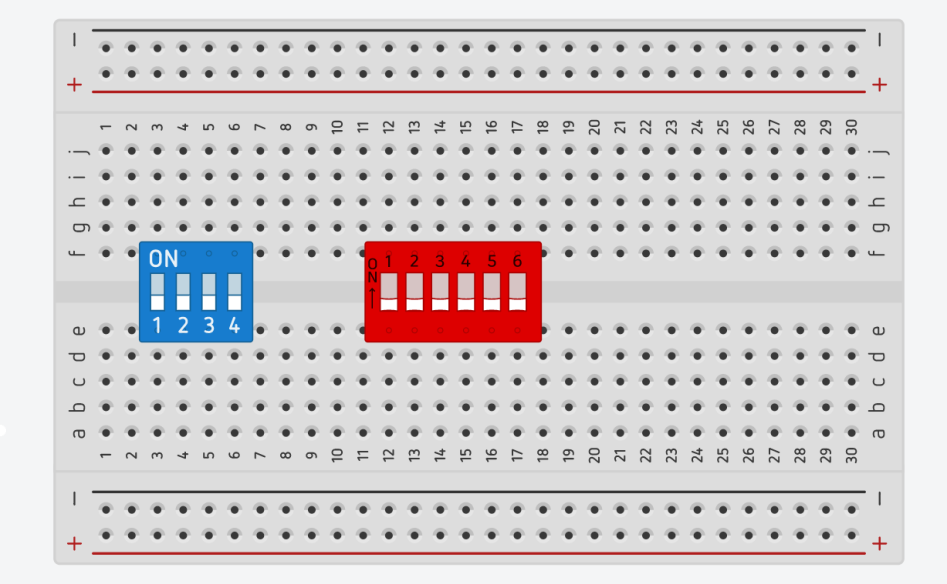 − −
+ +
1 2 3 4 5 6 7 8 9 10 11 12 13 14 15 16 17 18 19 20 21 22 23 24 25 26 27 28 29 30
j j
i i
h h
g g
f f
ON
1 2 3 4
ON↑ 1 2 3 4 5 6
e e
d d
c c
b b
a a
1 2 3 4 5 6 7 8 9 10 11 12 13 14 15 16 17 18 19 20 21 22 23 24 25 26 27 28 29 30
− −
+ +